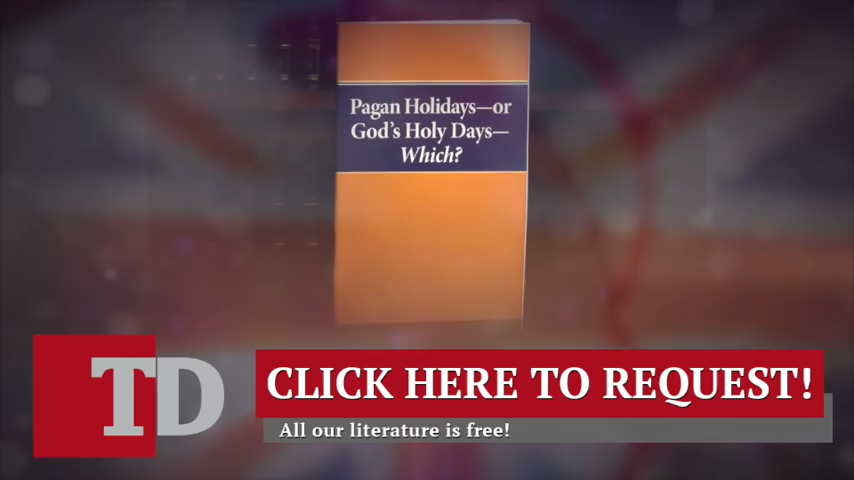 Pagan Holidays—or
God's Holy Days—
Which?
TD
CLICK HERE TO REQUEST!
All our literature is free!